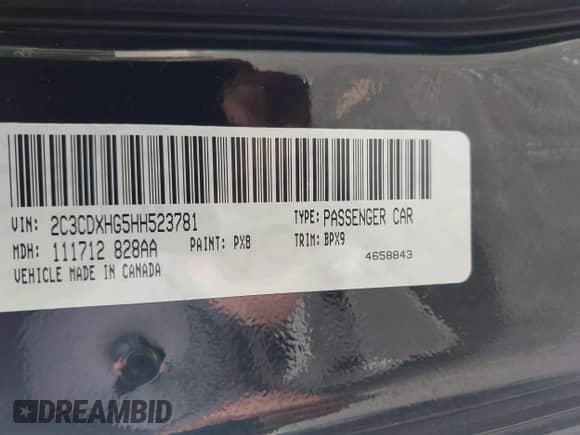 VIN: 2C3CDXHG5HH523781 TYPE: PASSENGER CAR
MDH: 111712 828AA PAINT: PX8 TRIM: BPX9
VEHICLE MADE IN CANADA 4658843
DREAMBID